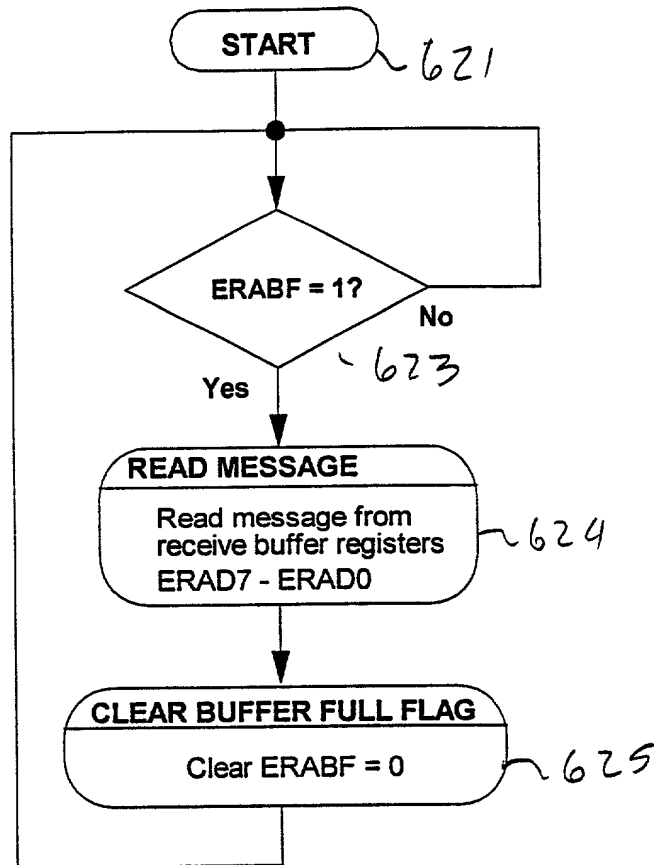 START
621
ERABF = 1?
No
623
Yes
READ MESSAGE
Read message from
receive buffer registers
ERAD7 - ERAD0
624
CLEAR BUFFER FULL FLAG
Clear ERABF = 0
625